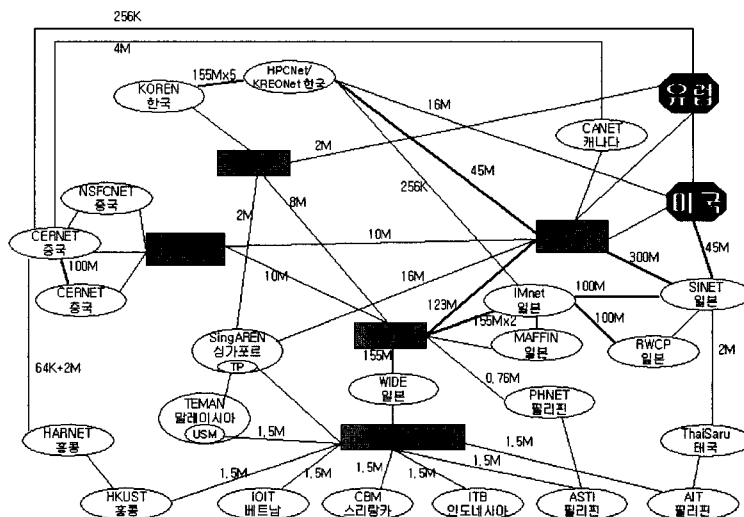 256K
4M
155Mx5
HPCNet/
KREONet 한국
KOREN
한국
유럽
16M
CANET
캐나다
2M
45M
256K
NSFCNET
중국
미국
8M
2M
CERNET
중국
10M
100M
300M
45M
10M
16M
CERNET
중국
123M
IMnet
일본
100M
SINET
일본
155Mx2
100M
SingAREN
싱가포르
TP
155M
MAFFIN
일본
RWCP
일본
2M
64K+2M
WIDE
일본
0.76M
PHNET
필리핀
TEMAN
말레이시아
USM
1.5M
1.5M
ThaiSaru
태국
HARNET
홍콩
1.5M
1.5M
1.5M
1.5M
1.5M
1.5M
HKUST
홍콩
IOIT
베트남
CBM
스리랑카
ITB
인도네시아
ASTI
필리핀
AIT
필리핀